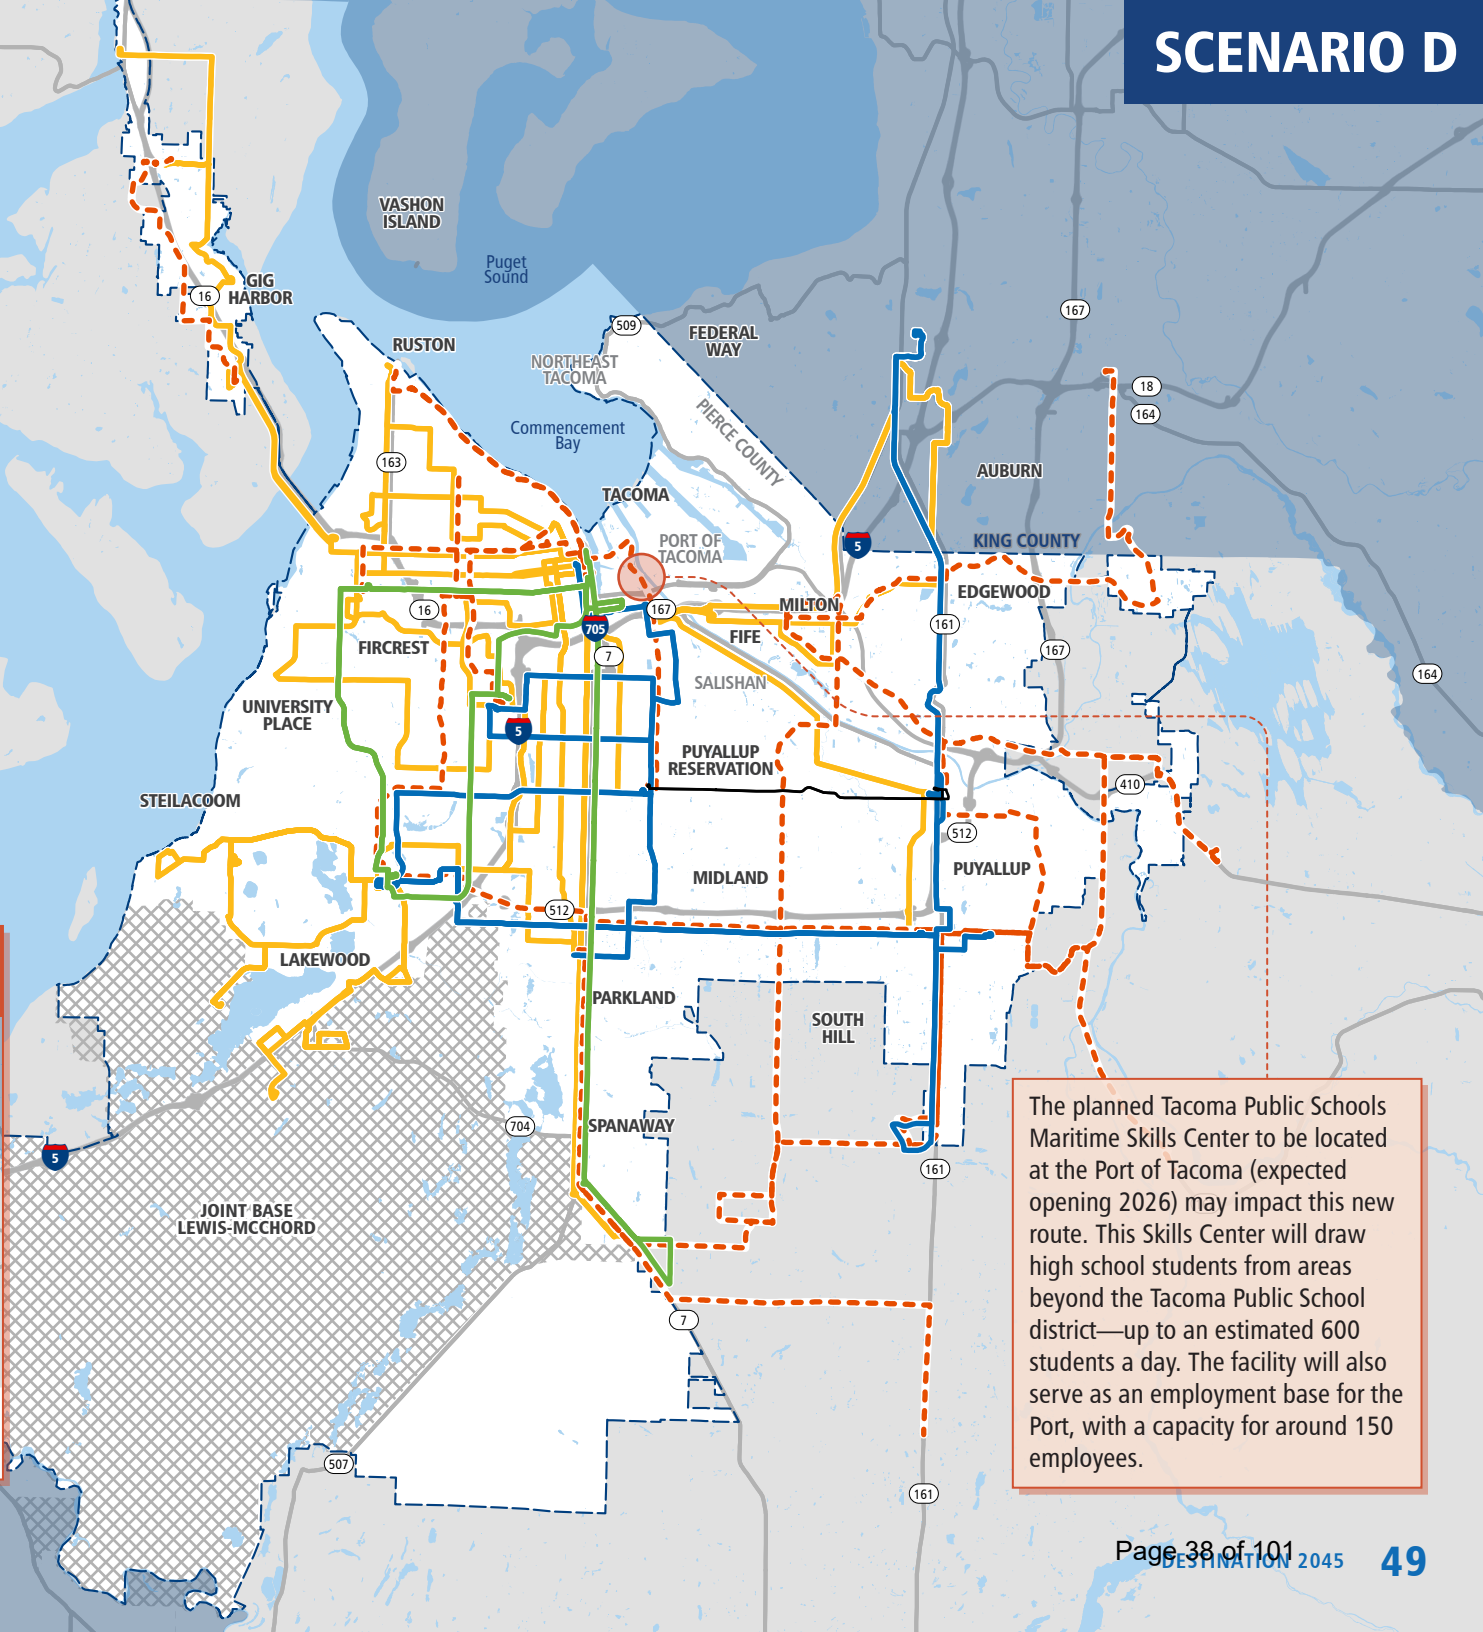 SCENARIO D
VASHON
ISLAND
Puget
Sound
GIG
HARBOR
16
RUSTON
509
FEDERAL
WAY
167
NORTHEAST
TACOMA
18
164
PIERCE COUNTY
Commencement
Bay
163
AUBURN
TACOMA
PORT OF
TACOMA
5
KING COUNTY
EDGEWOOD
16
167
MILTON
161
705
FIFE
FIRCREST
7
167
SALISHAN
164
UNIVERSITY
PLACE
5
PUYALLUP
RESERVATION
410
STEILACOOM
512
PUYALLUP
MIDLAND
512
LAKEWOOD
PARKLAND
SOUTH
HILL
704
SPANAWAY
5
161
JOINT BASE
LEWIS-MCCHORD
The planned Tacoma Public Schools
Maritime Skills Center to be located
at the Port of Tacoma (expected
opening 2026) may impact this new
route. This Skills Center will draw
high school students from areas
beyond the Tacoma Public School
district—up to an estimated 600
students a day. The facility will also
serve as an employment base for the
Port, with a capacity for around 150
employees.
7
507
161
Page 38 of 101
DESTINATION 2045 49